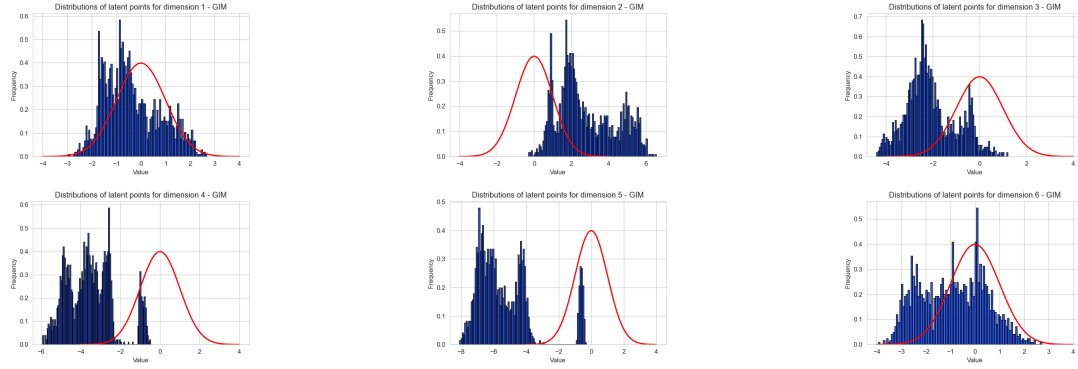 Distributions of latent points for dimension 1 - GIM
Frequency
0.6
0.5
0.4
0.3
0.2
0.1
0.0
−4 −3 −2 −1 0 1 2 3 4
Value
Distributions of latent points for dimension 2 - GIM
Frequency
0.5
0.4
0.3
0.2
0.1
0.0
−4 −2 0 2 4 6
Value
Distributions of latent points for dimension 3 - GIM
Frequency
0.7
0.6
0.5
0.4
0.3
0.2
0.1
0.0
−4 −2 0 2 4
Value
Distributions of latent points for dimension 4 - GIM
Frequency
0.6
0.5
0.4
0.3
0.2
0.1
0.0
−6 −4 −2 0 2 4
Value
Distributions of latent points for dimension 5 - GIM
Frequency
0.5
0.4
0.3
0.2
0.1
0.0
−8 −6 −4 −2 0 2 4
Value
Distributions of latent points for dimension 6 - GIM
Frequency
0.5
0.4
0.3
0.2
0.1
0.0
−4 −3 −2 −1 0 1 2 3 4
Value